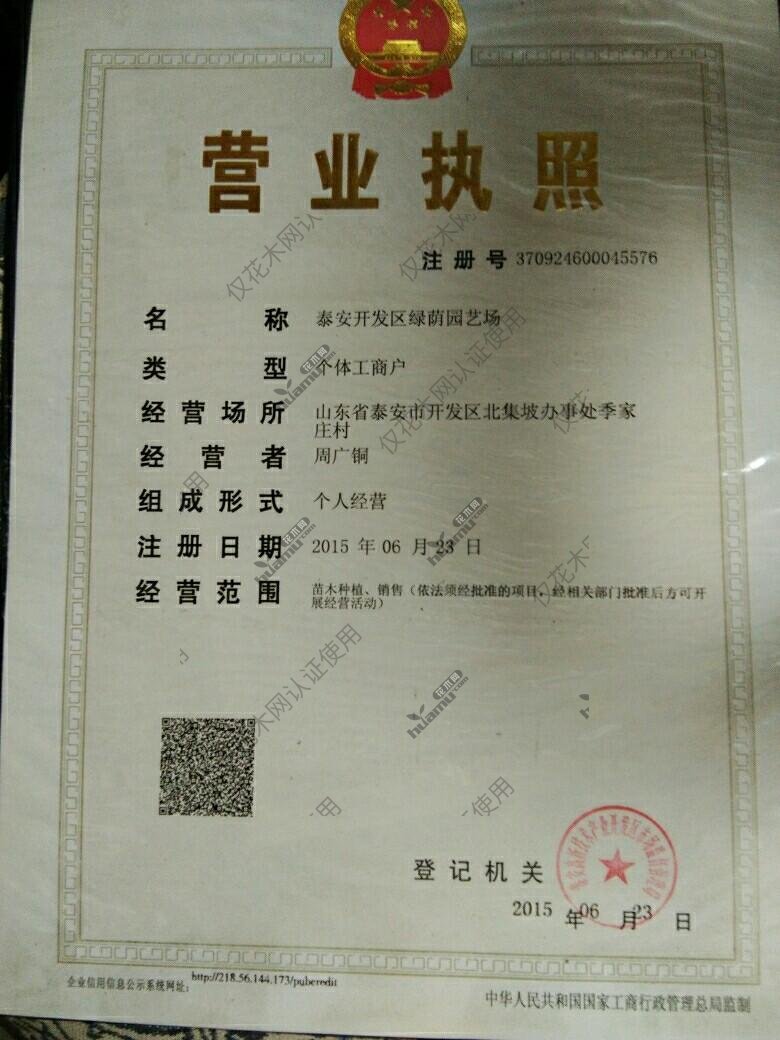 营业执照
注册号 370924600045576
名称 泰安开发区绿荫园艺场
类型 个体工商户
经营场所 山东省泰安市开发区北集坡办事处季家
庄村
经营者 周广铜
组成形式 个人经营
注册日期 2015 年 06 月 23 日
经营范围 苗木种植、销售（依法须经批准的项目，经相关部门批准后方可开
展经营活动）
仅花木网认证使用
花木网
huamu.com
登记机关
2015 年 06 月 23 日
企业信用信息公示系统网址： http://218.56.144.173/pubcredit
中华人民共和国国家工商行政管理总局监制